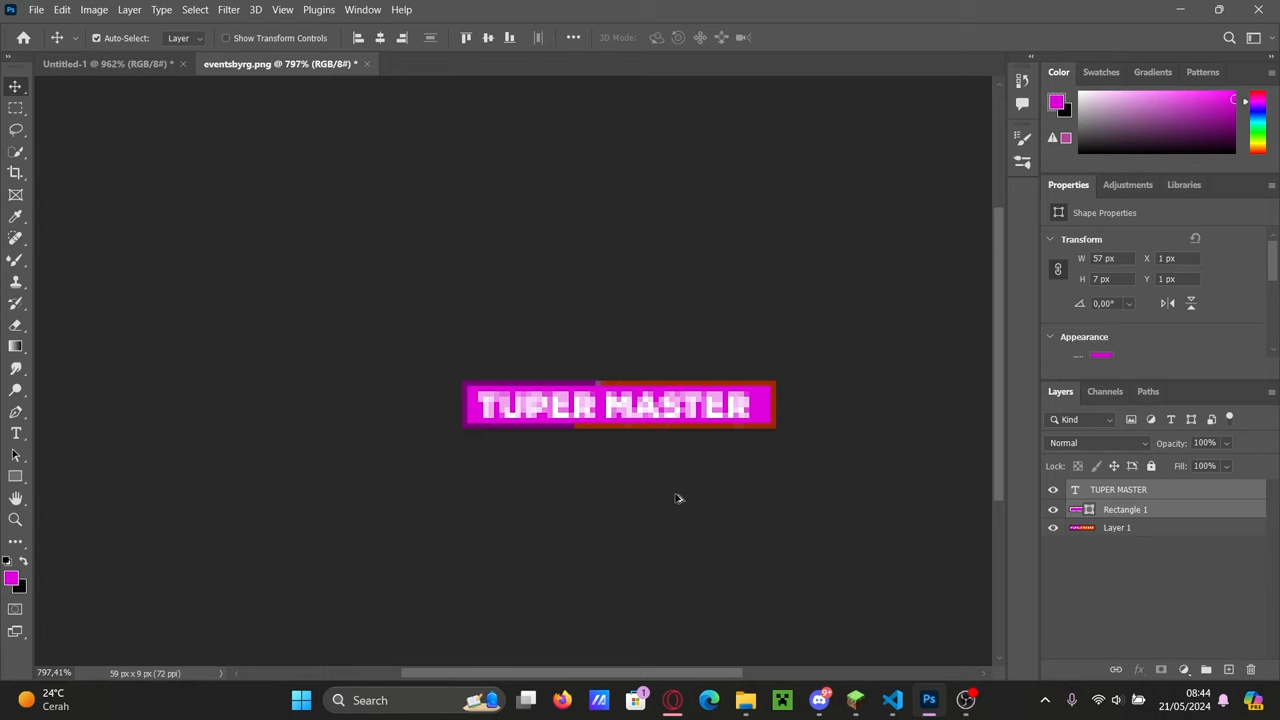 File Edit Image Layer Type Select Filter 3D View Plugins Window Help
Auto-Select: Layer Show Transform Controls 3D Mode:
Untitled-1 @ 962% (RGB/8#) * × eventsbyrg.png @ 797% (RGB/8#) * ×
Color Swatches Gradients Patterns
Properties Adjustments Libraries
Shape Properties
Transform
W 57 px X 1 px
H 7 px Y 1 px
0,00°
Appearance
TUPER MASTER
Layers Channels Paths
Kind
Normal Opacity: 100%
Lock: Fill: 100%
TUPER MASTER
Rectangle 1
Layer 1
797,41% 59 px x 9 px (72 ppi)
24°C
Cerah
Search
08:44
21/05/2024